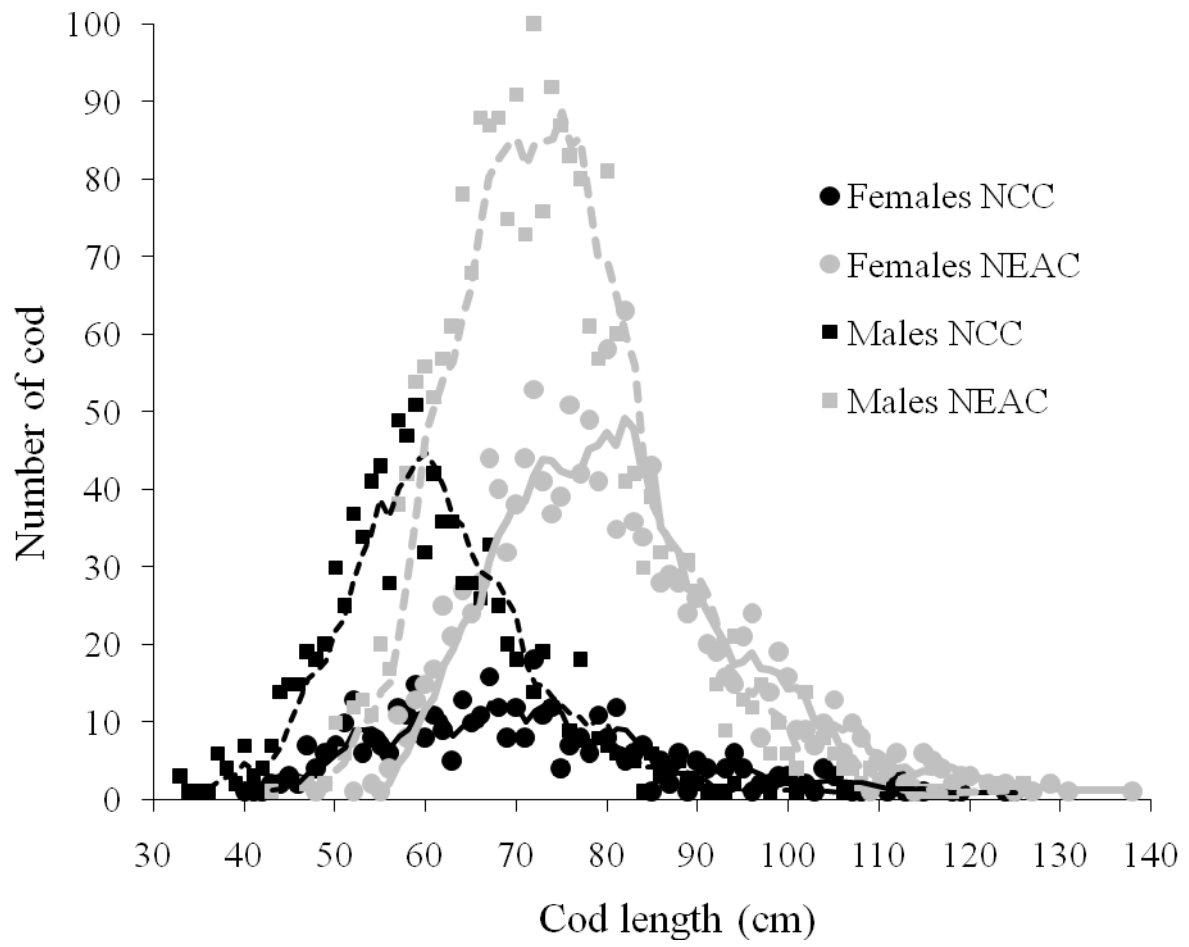 100
90
80
70
60
50
40
30
20
10
0
Number of cod
Females NCC
Females NEAC
Males NCC
Males NEAC
30 40 50 60 70 80 90 100 110 120 130 140
Cod length (cm)